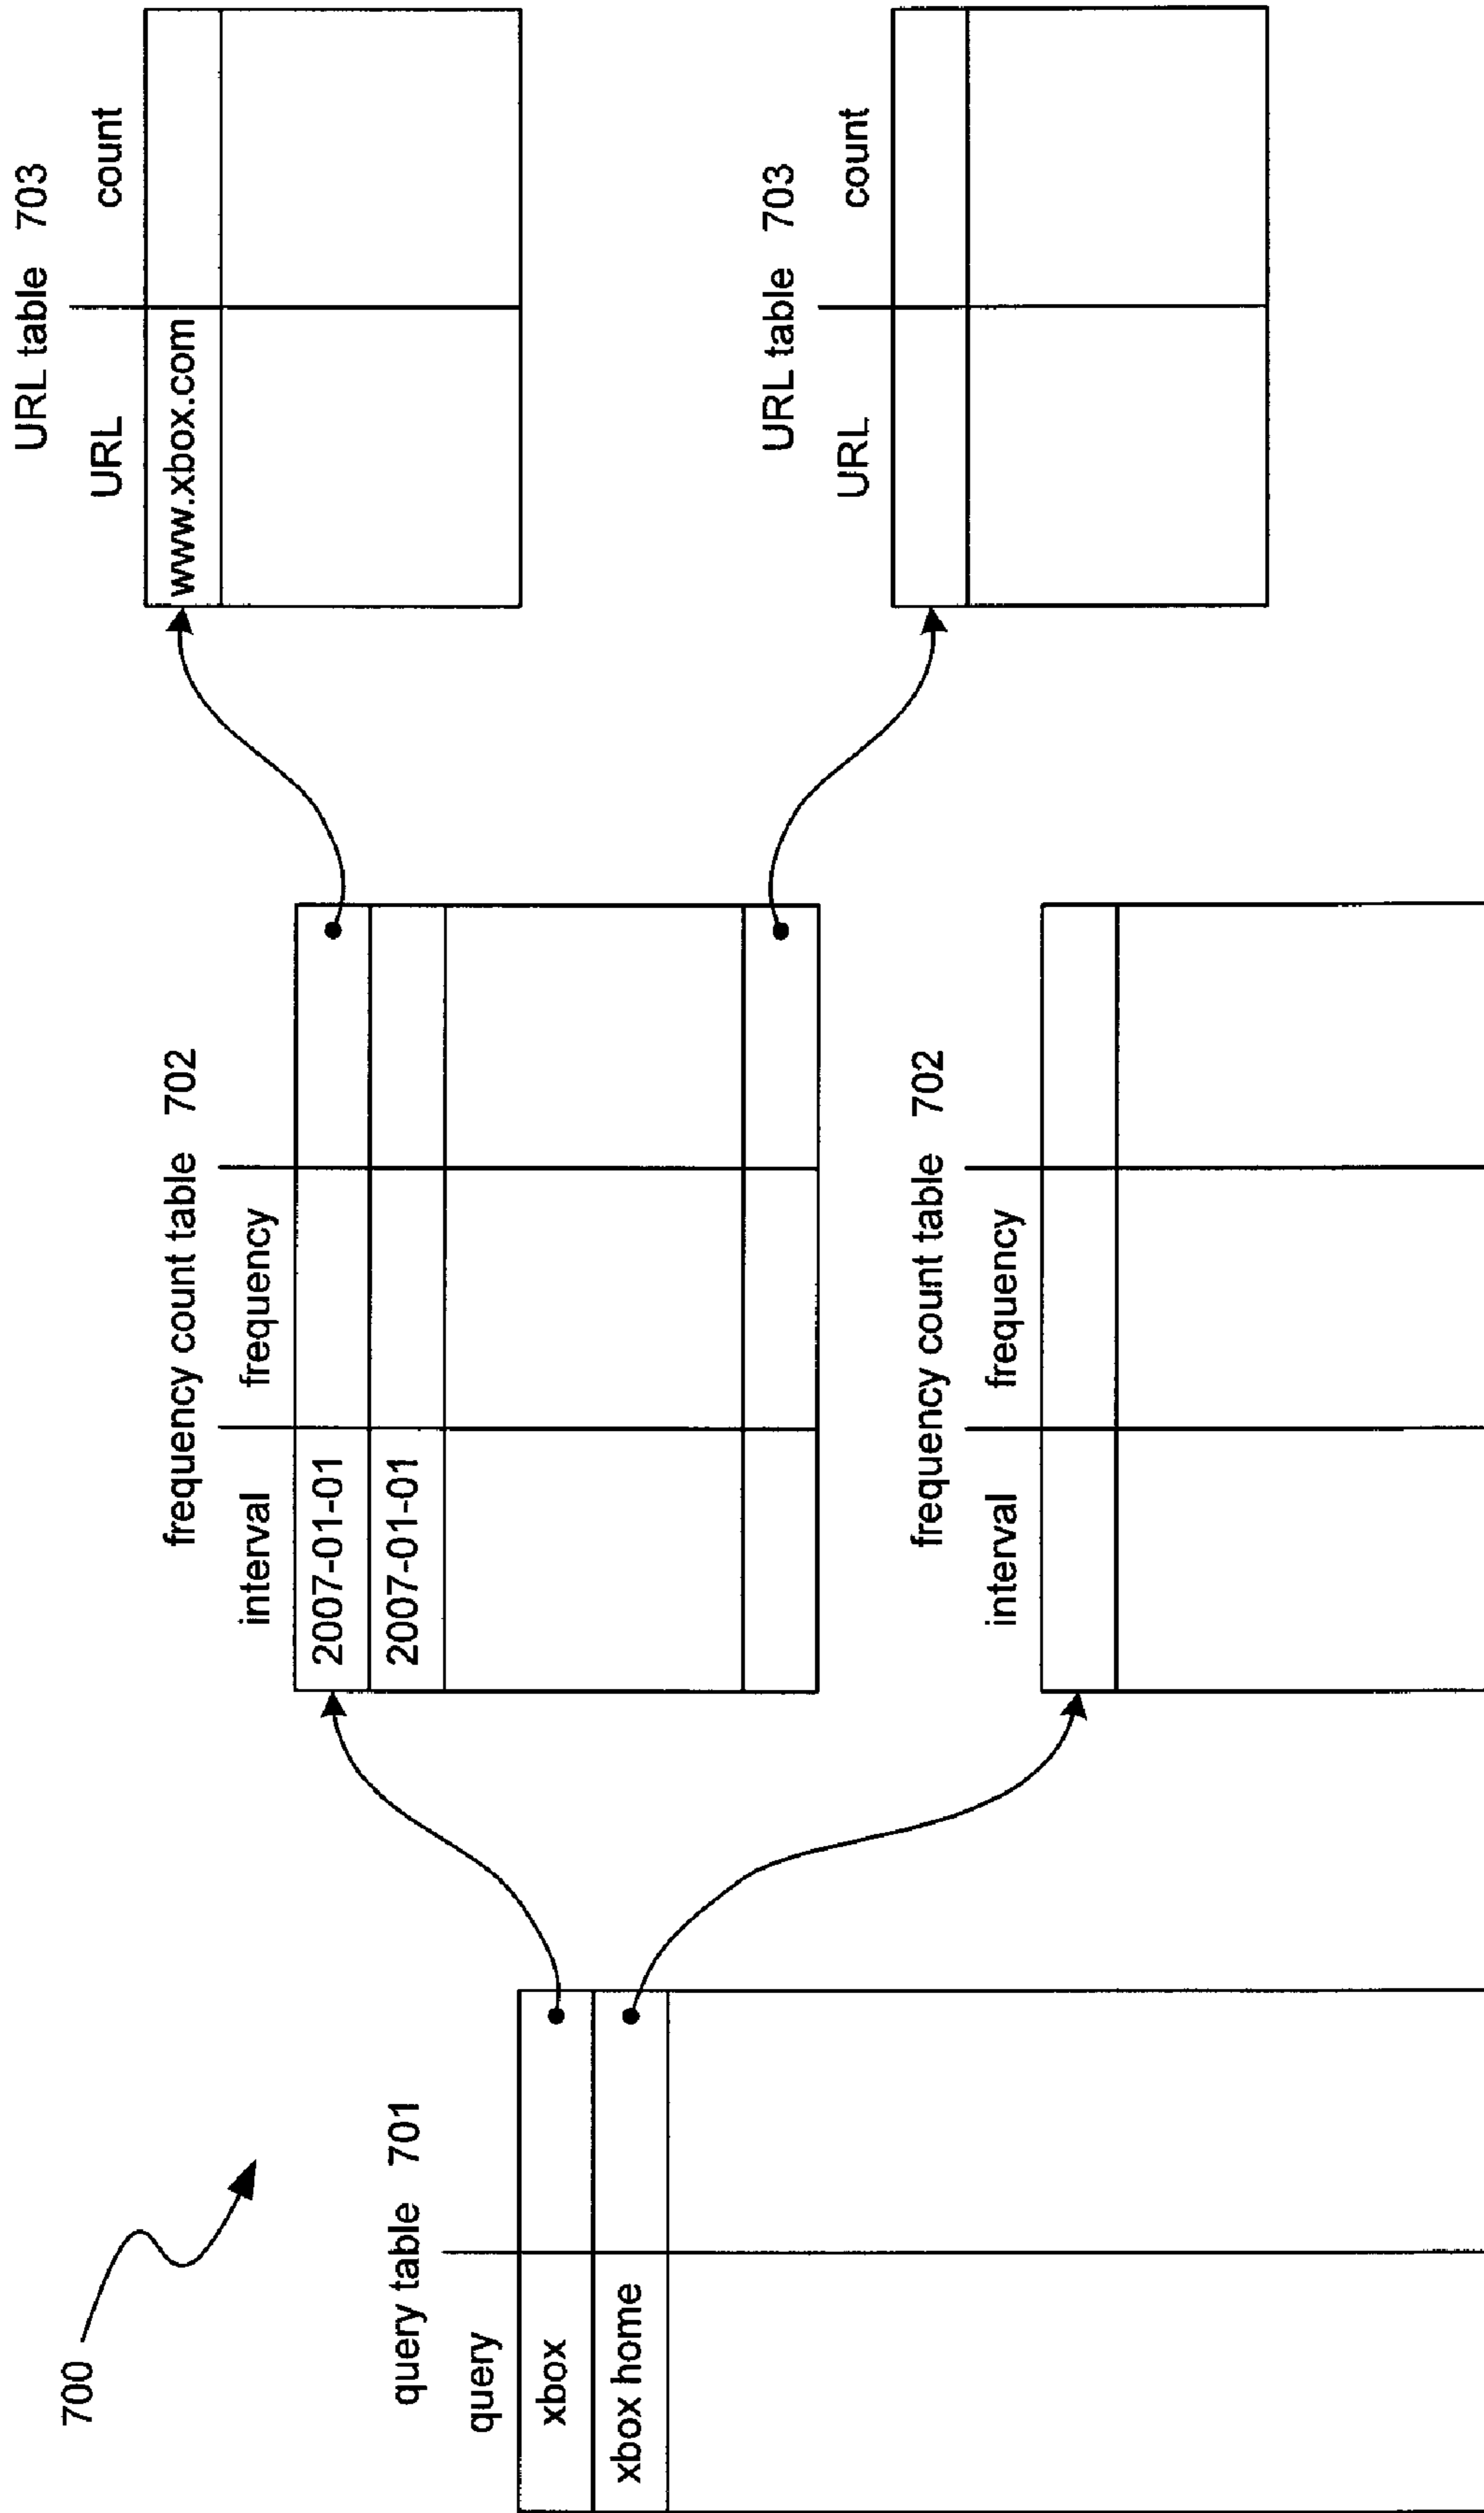 700
query table 701
query
xbox
xbox home
frequency count table 702
interval frequency
2007-01-01
2007-01-01
frequency count table 702
interval frequency
URL table 703
URL count
www.xbox.com
URL table 703
URL count